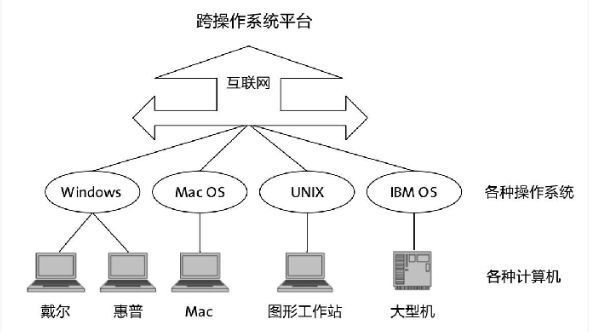 跨操作系统平台
互联网
Windows
Mac OS
UNIX
IBM OS
各种操作系统
各种计算机
戴尔
惠普
Mac
图形工作站
大型机